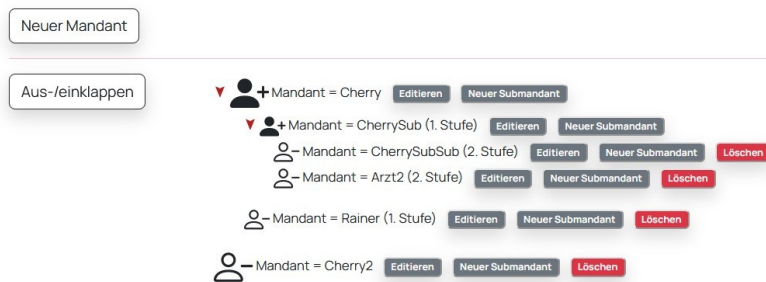 Neuer Mandant
Aus-/einklappen
Mandant = Cherry Editieren Neuer Submandant
Mandant = CherrySub (1. Stufe) Editieren Neuer Submandant
Mandant = CherrySubSub (2. Stufe) Editieren Neuer Submandant Löschen
Mandant = Arzt2 (2. Stufe) Editieren Neuer Submandant Löschen
Mandant = Rainer (1. Stufe) Editieren Neuer Submandant Löschen
Mandant = Cherry2 Editieren Neuer Submandant Löschen